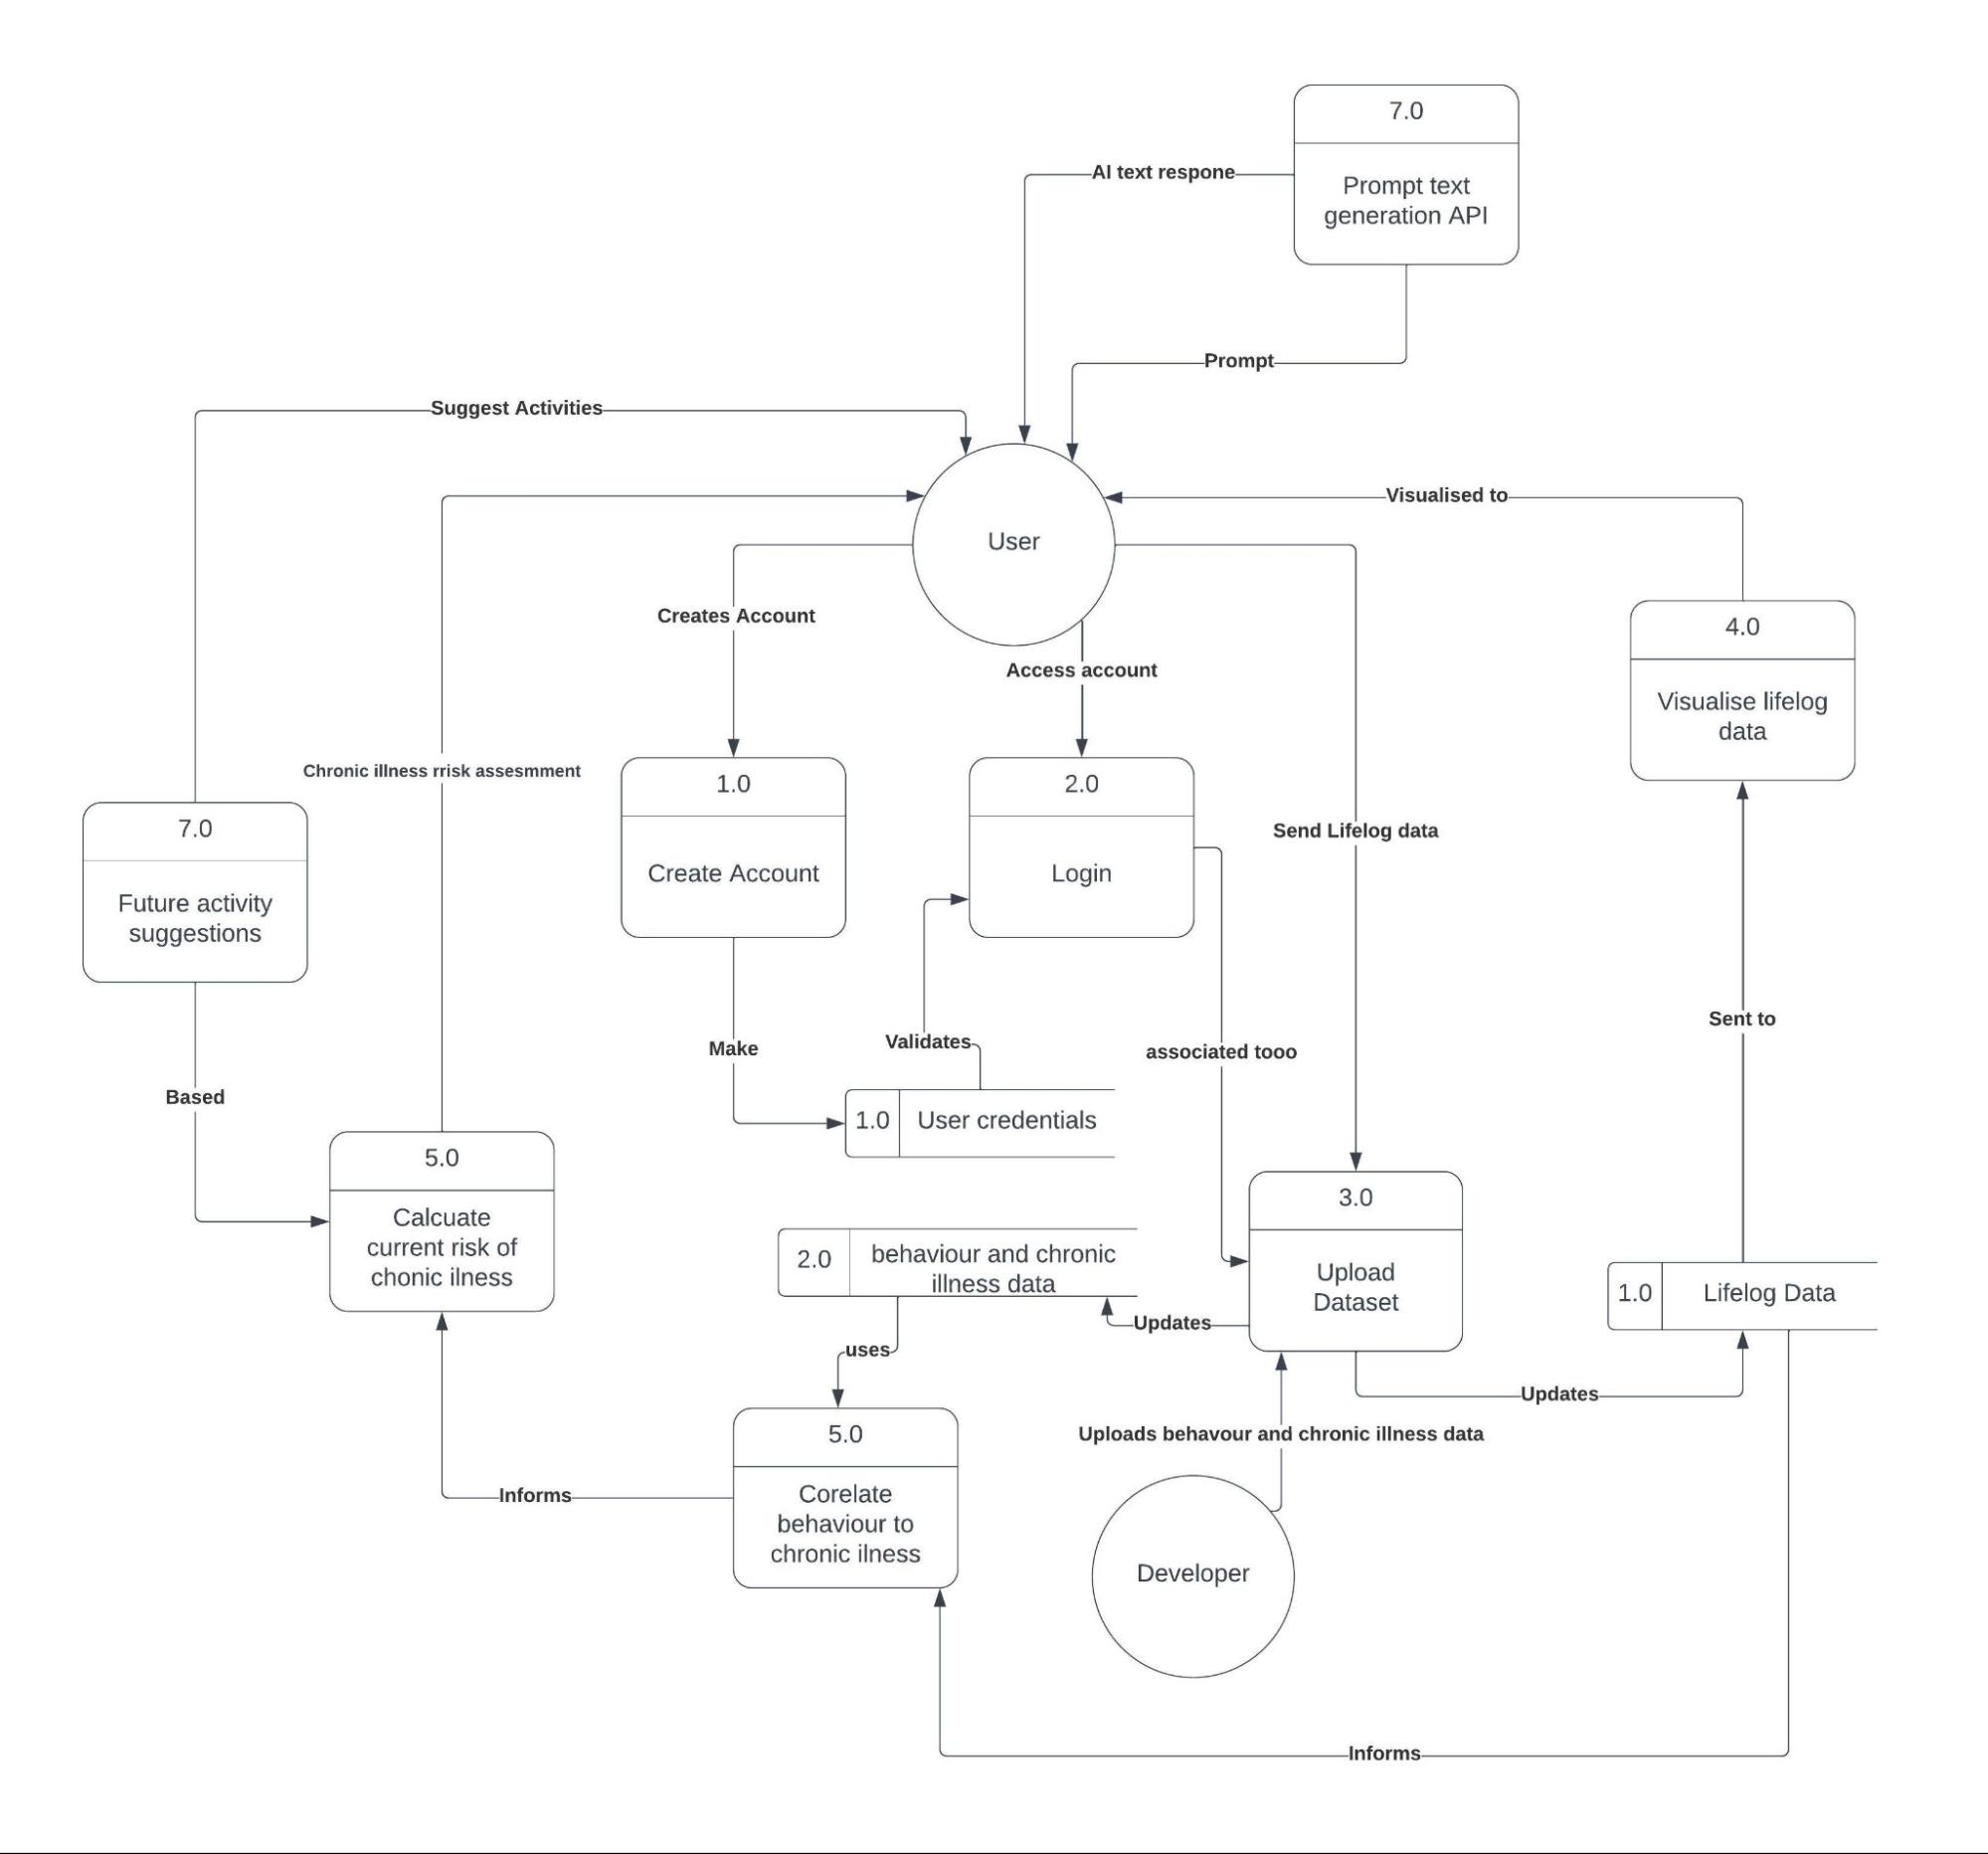 7.0
Prompt text
generation API
AI text respone
Prompt
Suggest Activities
Visualised to
User
Creates Account
Access account
4.0
Visualise lifelog
data
Chronic illness rrisk assesmment
1.0
Create Account
2.0
Login
Send Lifelog data
7.0
Future activity
suggestions
Sent to
Make
Validates
associated tooo
Based
1.0
User credentials
5.0
Calcuate
current risk of
chonic ilness
3.0
Upload
Dataset
2.0
behaviour and chronic
illness data
1.0
Lifelog Data
Updates
uses
Updates
Uploads behavour and chronic illness data
5.0
Corelate
behaviour to
chronic ilness
Informs
Developer
Informs